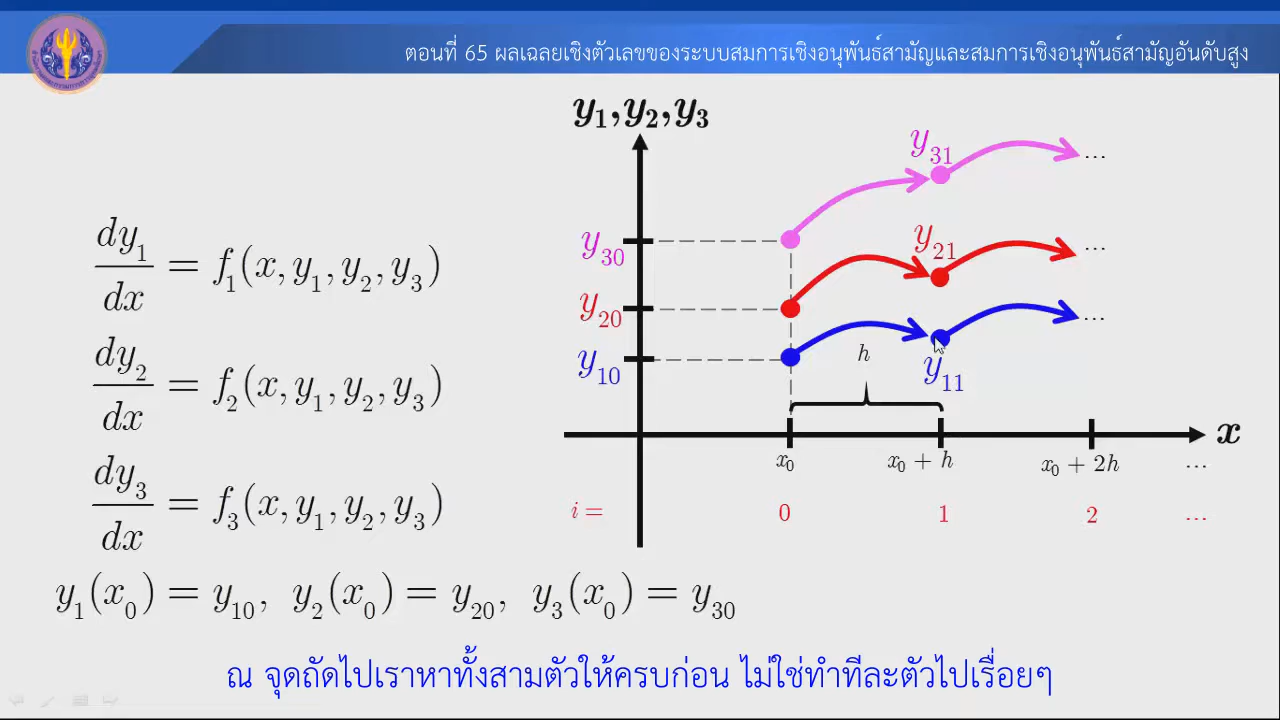 ตอนที่ 65 ผลเฉลยเชิงตัวเลขของระบบสมการเชิงอนุพันธ์สามัญและสมการเชิงอนุพันธ์สามัญอันดับสูง
y₁,y₂,y₃
y₃₁
...
y₃₀
y₂₁
...
y₂₀
...
y₁₀
h
y₁₁
x
x₀ x₀ + h x₀ + 2h ...
i = 0 1 2 ...
dy₁/dx = f₁(x, y₁, y₂, y₃)
dy₂/dx = f₂(x, y₁, y₂, y₃)
dy₃/dx = f₃(x, y₁, y₂, y₃)
y₁(x₀) = y₁₀, y₂(x₀) = y₂₀, y₃(x₀) = y₃₀
ณ จุดถัดไปเราหาทั้งสามตัวให้ครบก่อน ไม่ใช่ทำทีละตัวไปเรื่อยๆ